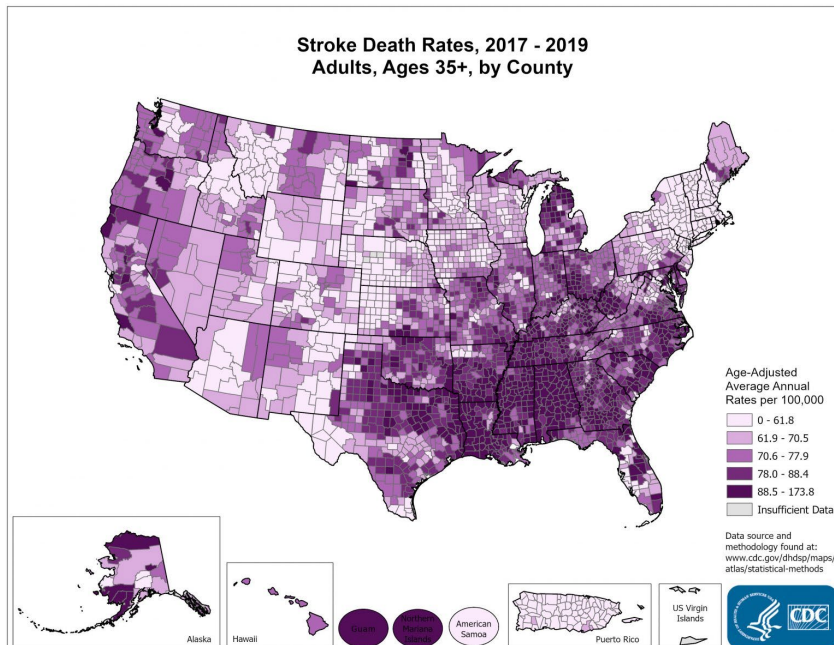 Stroke Death Rates, 2017 - 2019
Adults, Ages 35+, by County
Age-Adjusted
Average Annual
Rates per 100,000
0 - 61.8
61.9 - 70.5
70.6 - 77.9
78.0 - 88.4
88.5 - 173.8
Insufficient Data
Data source and
methodology found at:
www.cdc.gov/dhdsp/maps/
atlas/statistical-methods
Alaska
Hawaii
Guam
Northern
Mariana
Islands
American
Samoa
Puerto Rico
US Virgin
Islands
CDC